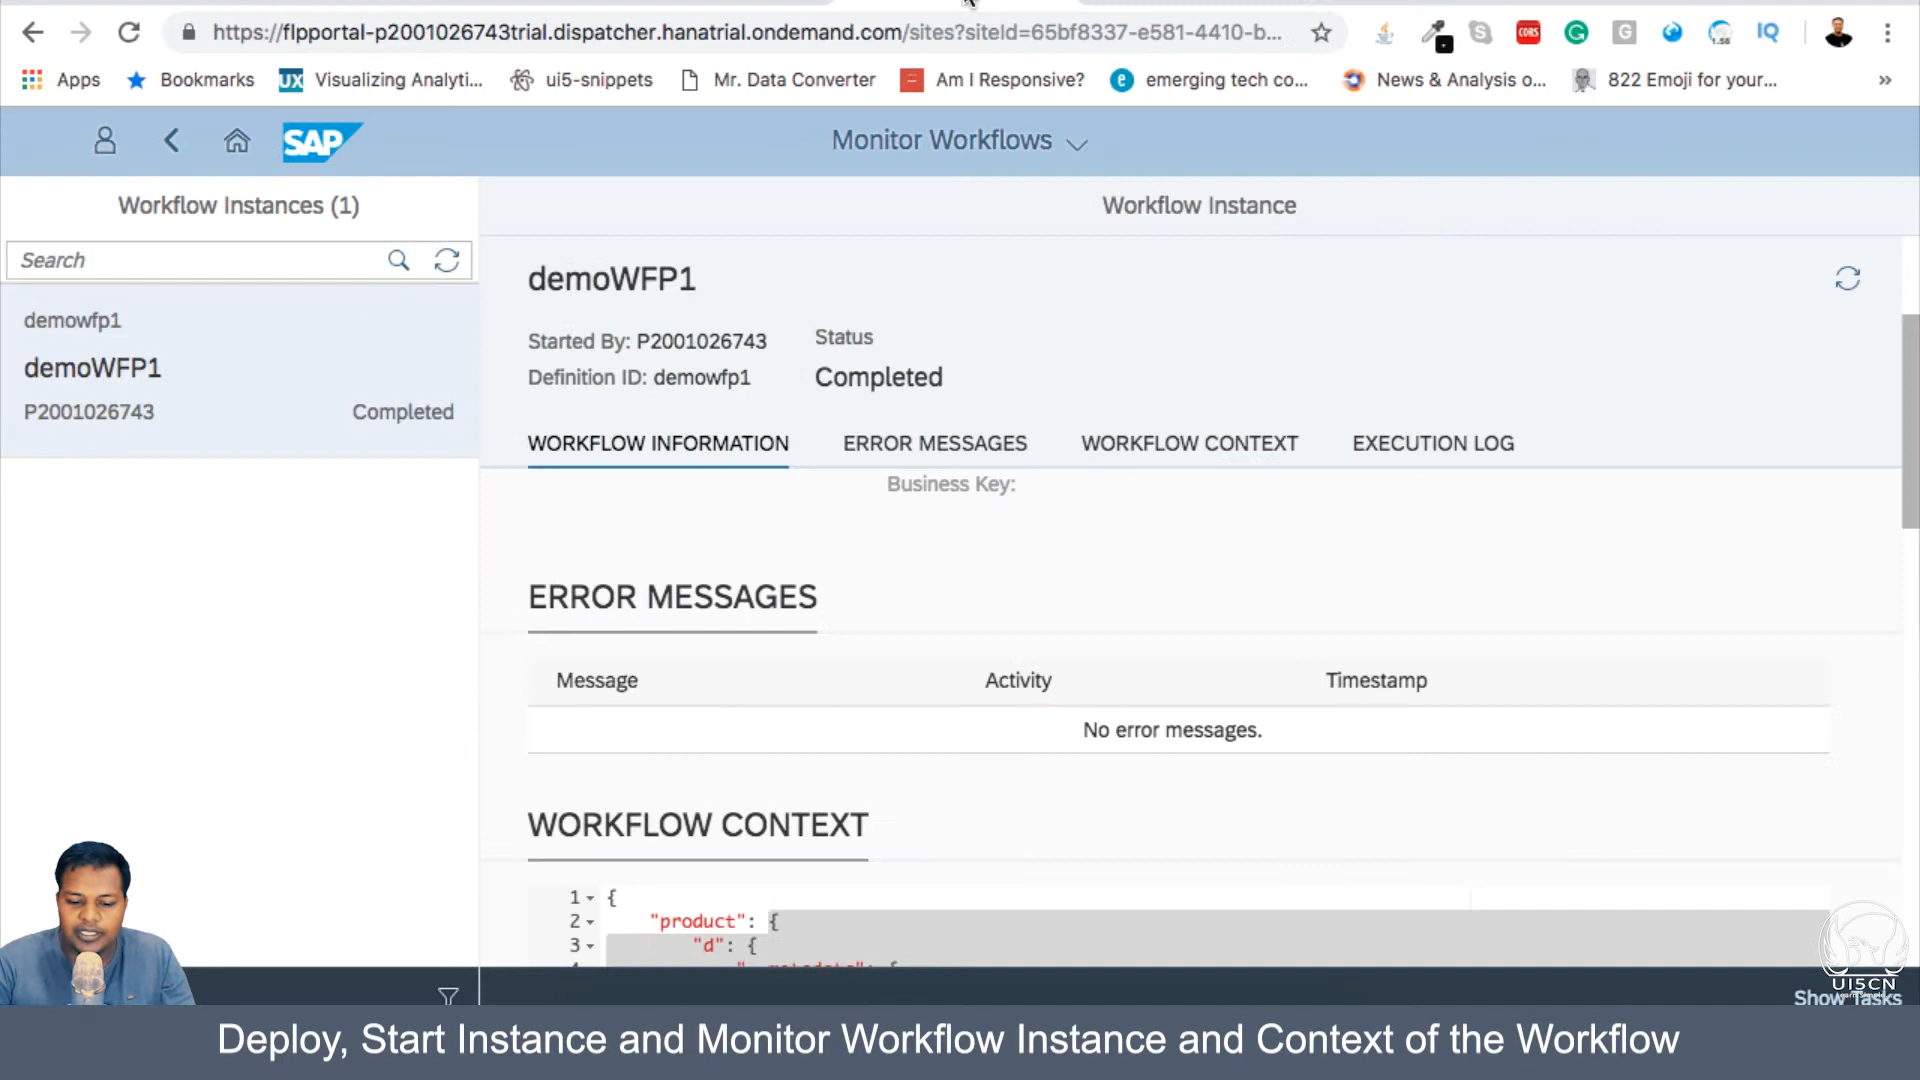 https://flpportal-p2001026743trial.dispatcher.hanatrial.ondemand.com/sites?siteId=65bf8337-e581-4410-b...
Apps Bookmarks Visualizing Analyti... ui5-snippets Mr. Data Converter Am I Responsive? emerging tech co... News & Analysis o... 822 Emoji for your... »
SAP Monitor Workflows
Workflow Instances (1)
Workflow Instance
Search
demowfp1
demoWFP1
P2001026743 Completed
demoWFP1
Started By: P2001026743
Definition ID: demowfp1
Status
Completed
WORKFLOW INFORMATION ERROR MESSAGES WORKFLOW CONTEXT EXECUTION LOG
Business Key:
ERROR MESSAGES
Message Activity Timestamp
No error messages.
WORKFLOW CONTEXT
1 {
2 "product": {
3 "d": {
UI5CN
Show Tasks
Deploy, Start Instance and Monitor Workflow Instance and Context of the Workflow